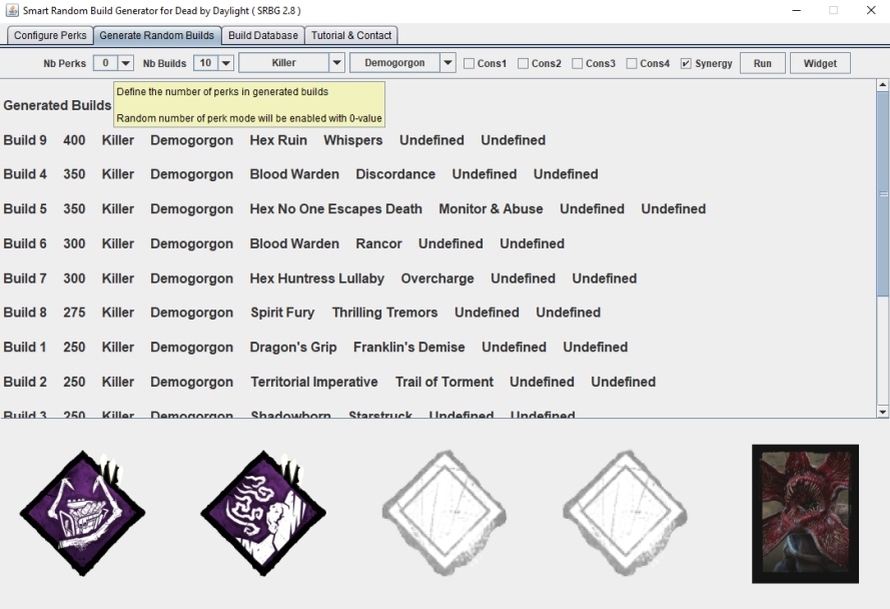 Smart Random Build Generator for Dead by Daylight ( SRBG 2.8 )
Configure Perks Generate Random Builds Build Database Tutorial & Contact
Nb Perks 0 Nb Builds 10 Killer Demogorgon Cons1 Cons2 Cons3 Cons4 Synergy Run Widget
Define the number of perks in generated builds
Generated Builds
Random number of perk mode will be enabled with 0-value
Build 9 400 Killer Demogorgon Hex Ruin Whispers Undefined Undefined
Build 4 350 Killer Demogorgon Blood Warden Discordance Undefined Undefined
Build 5 350 Killer Demogorgon Hex No One Escapes Death Monitor & Abuse Undefined Undefined
Build 6 300 Killer Demogorgon Blood Warden Rancor Undefined Undefined
Build 7 300 Killer Demogorgon Hex Huntress Lullaby Overcharge Undefined Undefined
Build 8 275 Killer Demogorgon Spirit Fury Thrilling Tremors Undefined Undefined
Build 1 250 Killer Demogorgon Dragon's Grip Franklin's Demise Undefined Undefined
Build 2 250 Killer Demogorgon Territorial Imperative Trail of Torment Undefined Undefined
Build 3 250 Killer Demogorgon Shadowborn Starstruck Undefined Undefined